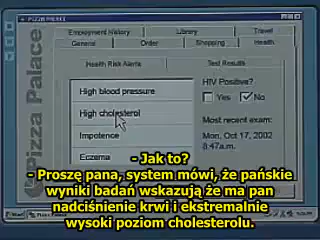 PIZZA PALACE
Employment History
Library
Travel
General
Order
Shopping
Health
Health Risk Alerts
Test Results
Pizza Palace
High blood pressure
High cholesterol
Impotence
Eczema
HIV Positive?
Yes
No
Most recent exam:
Mon, Oct 17, 2002
- Jak to?
- Proszę pana, system mówi, że pańskie
wyniki badań wskazują że ma pan
nadciśnienie krwi i ekstremalnie
wysoki poziom cholesterolu.